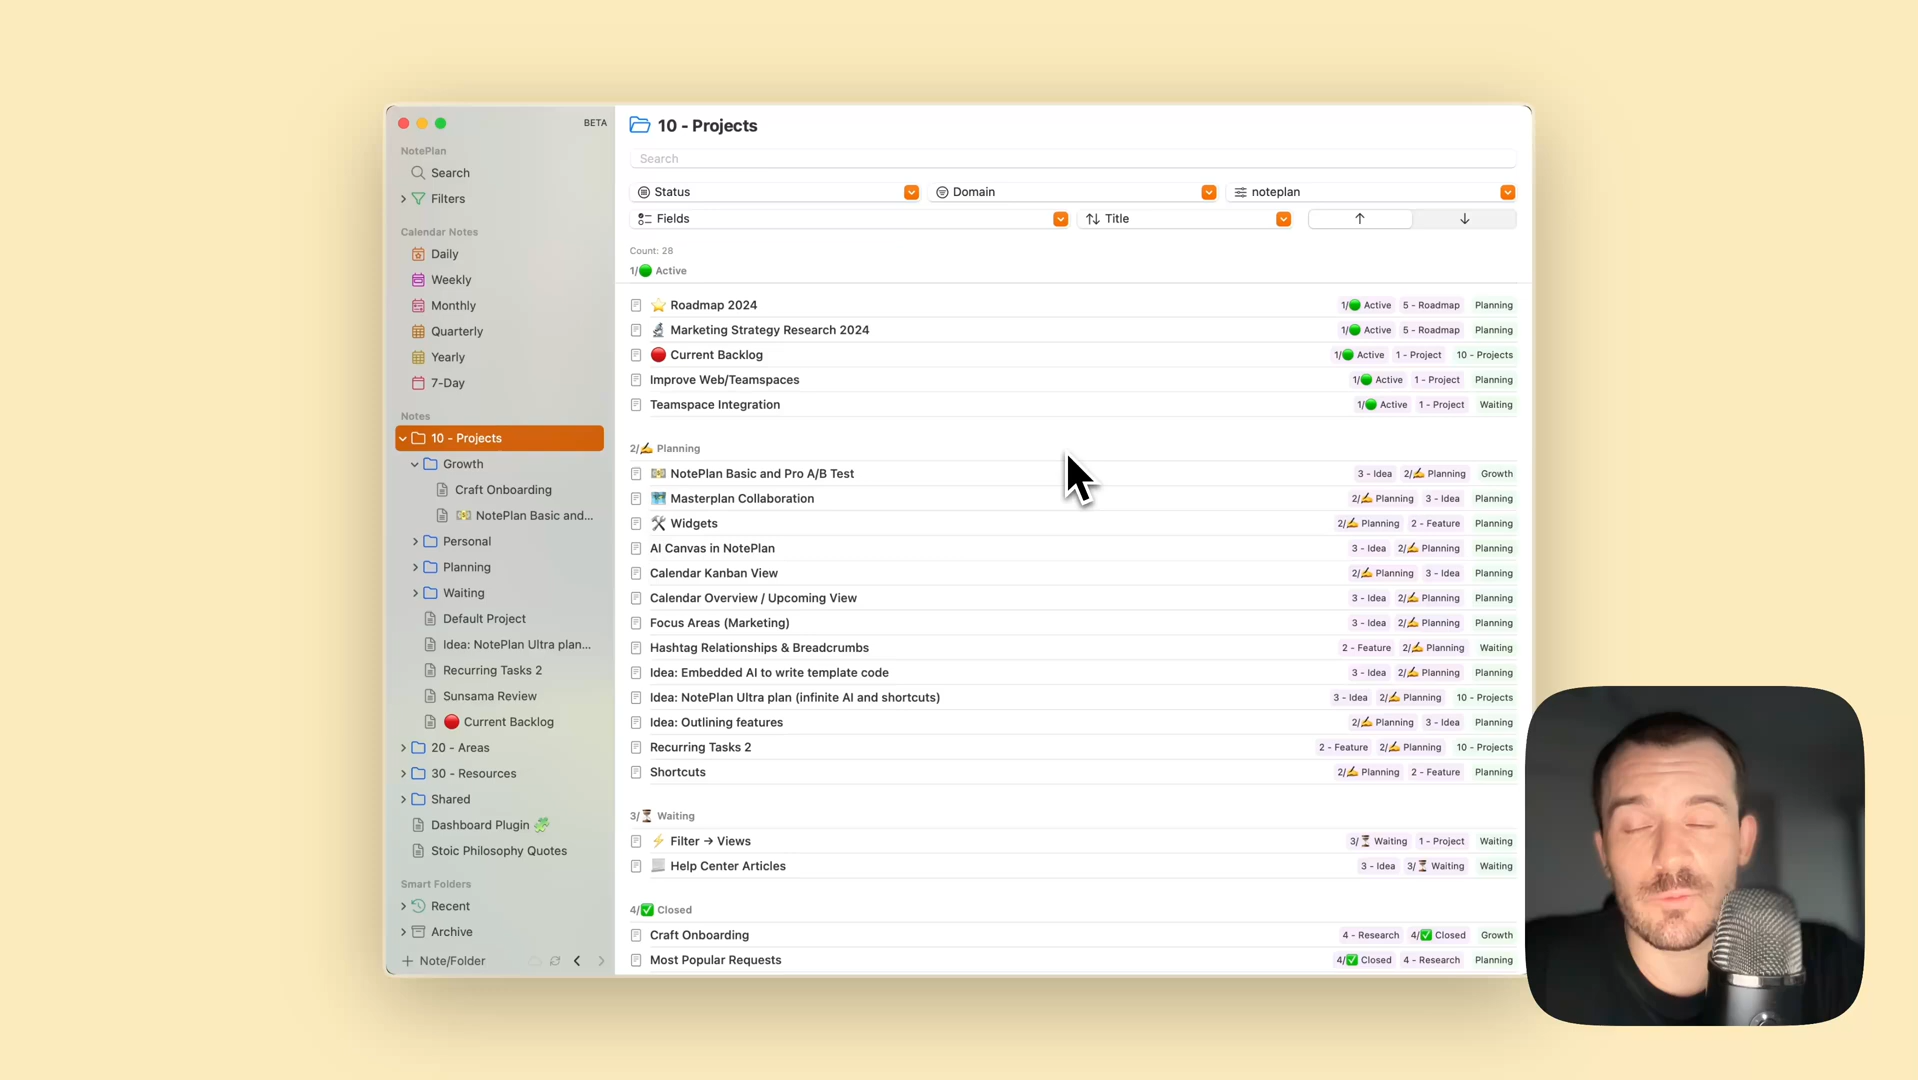 BETA
NotePlan
Search
Filters
Calendar Notes
Daily
Weekly
Monthly
Quarterly
Yearly
7-Day
Notes
10 - Projects
Growth
Craft Onboarding
NotePlan Basic and...
Personal
Planning
Waiting
Default Project
Idea: NotePlan Ultra plan...
Recurring Tasks 2
Sunsama Review
Current Backlog
20 - Areas
30 - Resources
Shared
Dashboard Plugin
Stoic Philosophy Quotes
Smart Folders
Recent
Archive
Note/Folder
10 - Projects
Search
Status Domain noteplan
Fields Title
Count: 28
1/🟢 Active
⭐ Roadmap 2024 1/🟢 Active 5 - Roadmap Planning
🔬 Marketing Strategy Research 2024 1/🟢 Active 5 - Roadmap Planning
🔴 Current Backlog 1/🟢 Active 1 - Project 10 - Projects
Improve Web/Teamspaces 1/🟢 Active 1 - Project Planning
Teamspace Integration 1/🟢 Active 1 - Project Waiting
2/✍️ Planning
💴 NotePlan Basic and Pro A/B Test 3 - Idea 2/✍️ Planning Growth
🗺️ Masterplan Collaboration 2/✍️ Planning 3 - Idea Planning
🛠️ Widgets 2/✍️ Planning 2 - Feature Planning
AI Canvas in NotePlan 3 - Idea 2/✍️ Planning Planning
Calendar Kanban View 2/✍️ Planning 3 - Idea Planning
Calendar Overview / Upcoming View 3 - Idea 2/✍️ Planning Planning
Focus Areas (Marketing) 3 - Idea 2/✍️ Planning Planning
Hashtag Relationships & Breadcrumbs 2 - Feature 2/✍️ Planning Waiting
Idea: Embedded AI to write template code 3 - Idea 2/✍️ Planning Planning
Idea: NotePlan Ultra plan (infinite AI and shortcuts) 3 - Idea 2/✍️ Planning 10 - Projects
Idea: Outlining features 2/✍️ Planning 3 - Idea Planning
Recurring Tasks 2 2 - Feature 2/✍️ Planning 10 - Projects
Shortcuts 2/✍️ Planning 2 - Feature Planning
3/⏳ Waiting
⚡ Filter → Views 3/⏳ Waiting 1 - Project Waiting
Help Center Articles 3 - Idea 3/⏳ Waiting Waiting
4/✅ Closed
Craft Onboarding 4 - Research 4/✅ Closed Growth
Most Popular Requests 4/✅ Closed 4 - Research Planning